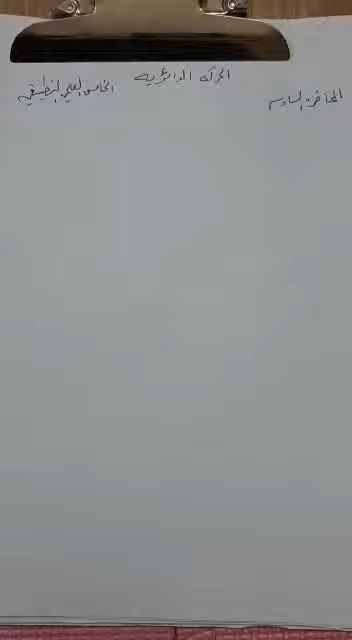 الحركة الدائرية
المحاضرة السادسة
الخامس العلمي التطبيقي